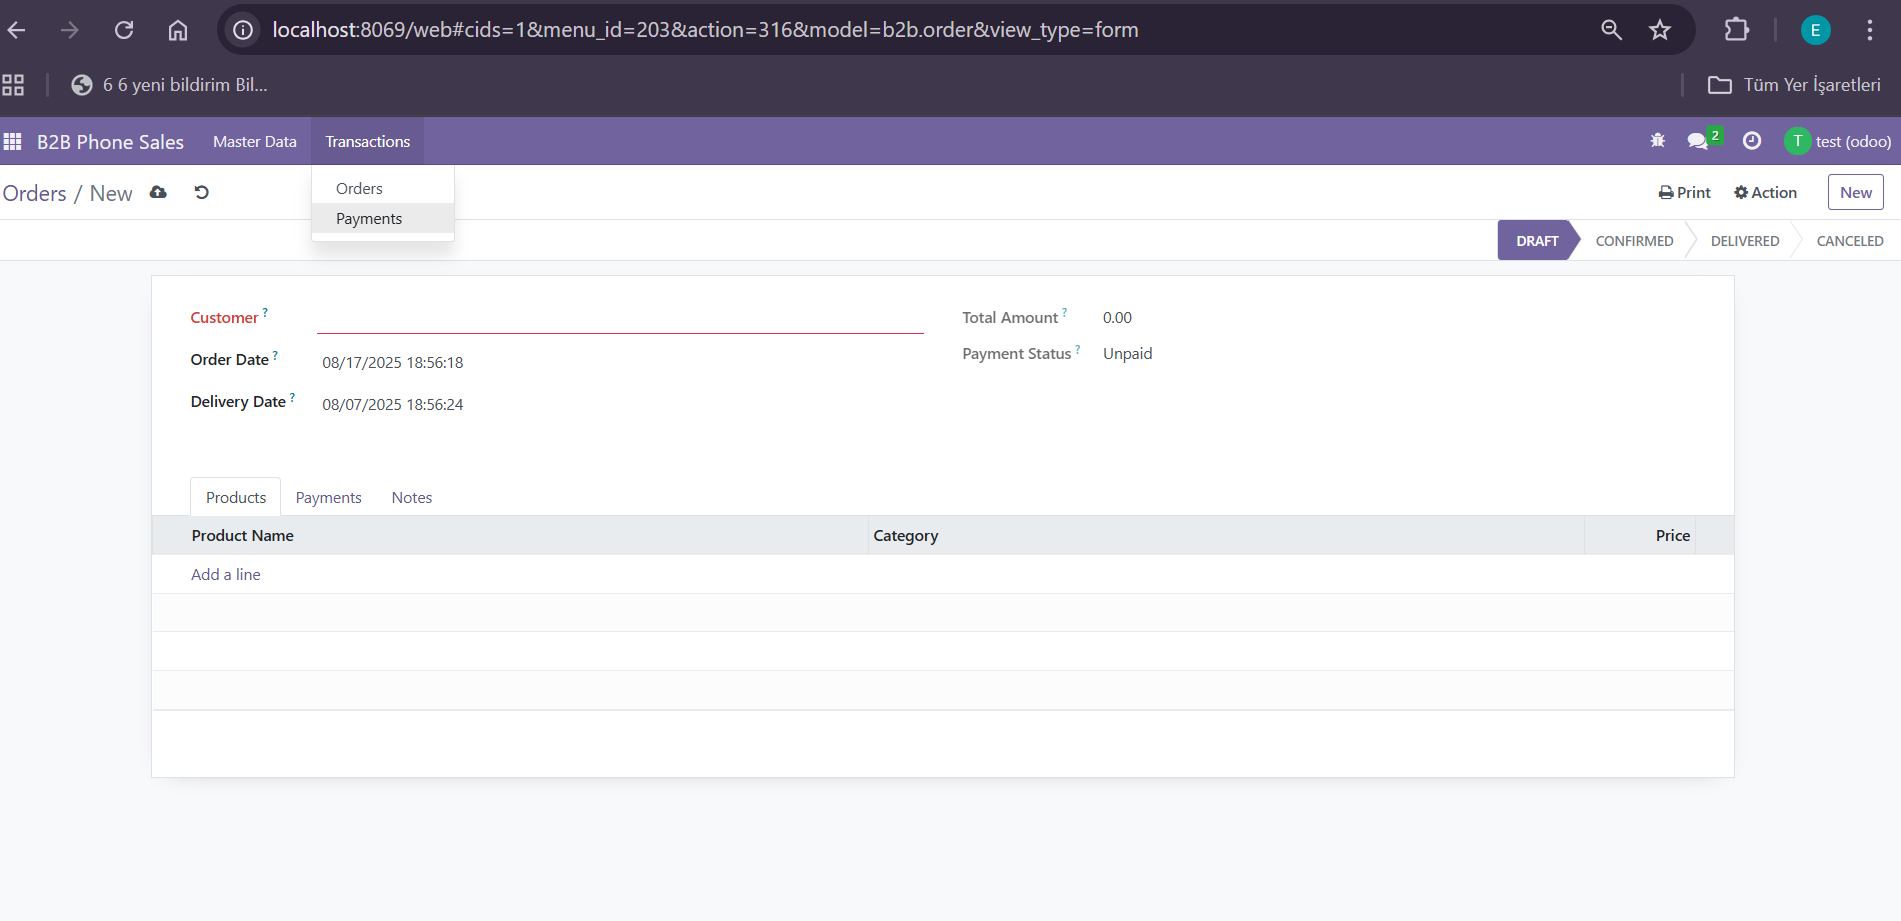 localhost:8069/web#cids=1&menu_id=203&action=316&model=b2b.order&view_type=form
E
6 6 yeni bildirim Bil...
Tüm Yer İşaretleri
B2B Phone Sales Master Data Transactions 2 T test (odoo)
Orders
Payments
Orders / New Print Action New
DRAFT CONFIRMED DELIVERED CANCELED
Customer ?
Order Date ? 08/17/2025 18:56:18
Delivery Date ? 08/07/2025 18:56:24
Total Amount ? 0.00
Payment Status ? Unpaid
Products Payments Notes
Product Name Category Price
Add a line